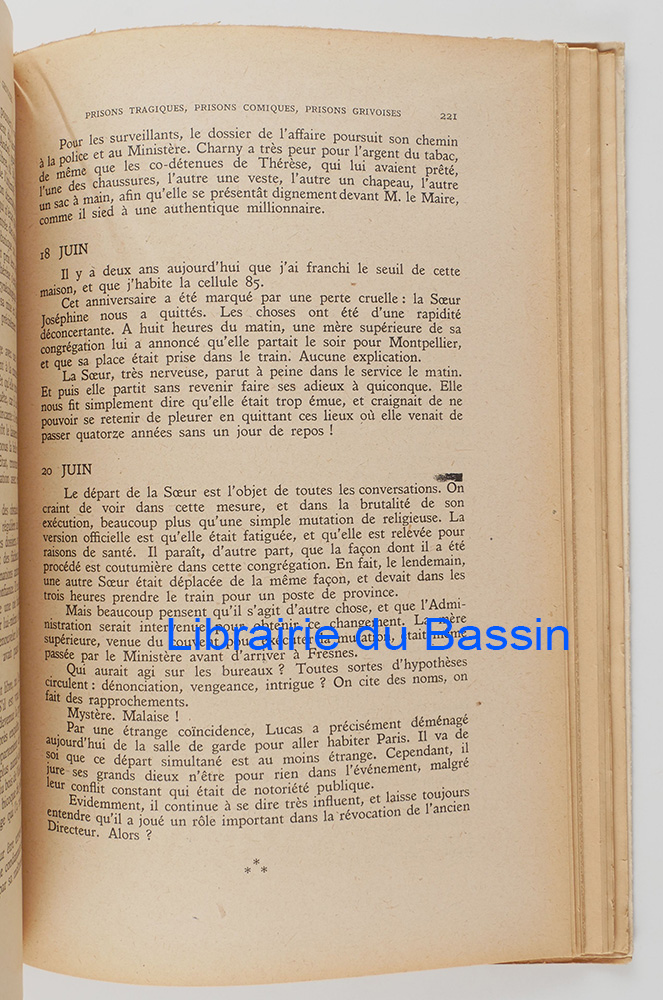 PRISONS TRAGIQUES, PRISONS COMIQUES, PRISONS GRIVOISES 221
Pour les surveillants, le dossier de l'affaire poursuit son chemin
à la police et au Ministère. Charny a très peur pour l'argent du tabac,
de même que les co-détenues de Thérèse, qui lui avaient prêté,
l'une des chaussures, l'autre une veste, l'autre un chapeau, l'autre
un sac à main, afin qu'elle se présentât dignement devant M. le Maire,
comme il sied à une authentique millionnaire.
18 JUIN
Il y a deux ans aujourd'hui que j'ai franchi le seuil de cette
maison, et que j'habite la cellule 85.
Cet anniversaire a été marqué par une perte cruelle : la Sœur
Joséphine nous a quittés. Les choses ont été d'une rapidité
déconcertante. A huit heures du matin, une mère supérieure de sa
congrégation lui a annoncé qu'elle partait le soir pour Montpellier,
et que sa place était prise dans le train. Aucune explication.
La Sœur, très nerveuse, parut à peine dans le service le matin.
Et puis elle partit sans revenir faire ses adieux à quiconque. Elle
nous fit simplement dire qu'elle était trop émue, et craignait de ne
pouvoir se retenir de pleurer en quittant ces lieux où elle venait de
passer quatorze années sans un jour de repos !
20 JUIN
Le départ de la Sœur est l'objet de toutes les conversations. On
craint de voir dans cette mesure, et dans la brutalité de son
exécution, beaucoup plus qu'une simple mutation de religieuse. La
version officielle est qu'elle était fatiguée, et qu'elle est relevée pour
raisons de santé. Il paraît, d'autre part, que la façon dont il a été
procédé est coutumière dans cette congrégation. En fait, le lendemain,
une autre Sœur était déplacée de la même façon, et devait dans les
trois heures prendre le train pour un poste de province.
Mais beaucoup pensent qu'il s'agit d'autre chose, et que l'Admi-
nistration serait intervenue pour obtenir ce changement. La mère
supérieure, venue du couvent pour exécuter la mutation, était même
passée par le Ministère avant d'arriver à Fresnes.
Librairie du Bassin
Qui aurait agi sur les bureaux ? Toutes sortes d'hypothèses
circulent : dénonciation, vengeance, intrigue ? On cite des noms, on
fait des rapprochements.
Mystère. Malaise !
Par une étrange coïncidence, Lucas a précisément déménagé
aujourd'hui de la salle de garde pour aller habiter Paris. Il va de
soi que ce départ simultané est au moins étrange. Cependant, il
jure ses grands dieux n'être pour rien dans l'événement, malgré
leur conflit constant qui était de notoriété publique.
Evidemment, il continue à se dire très influent, et laisse toujours
entendre qu'il a joué un rôle important dans la révocation de l'ancien
Directeur. Alors ?
***